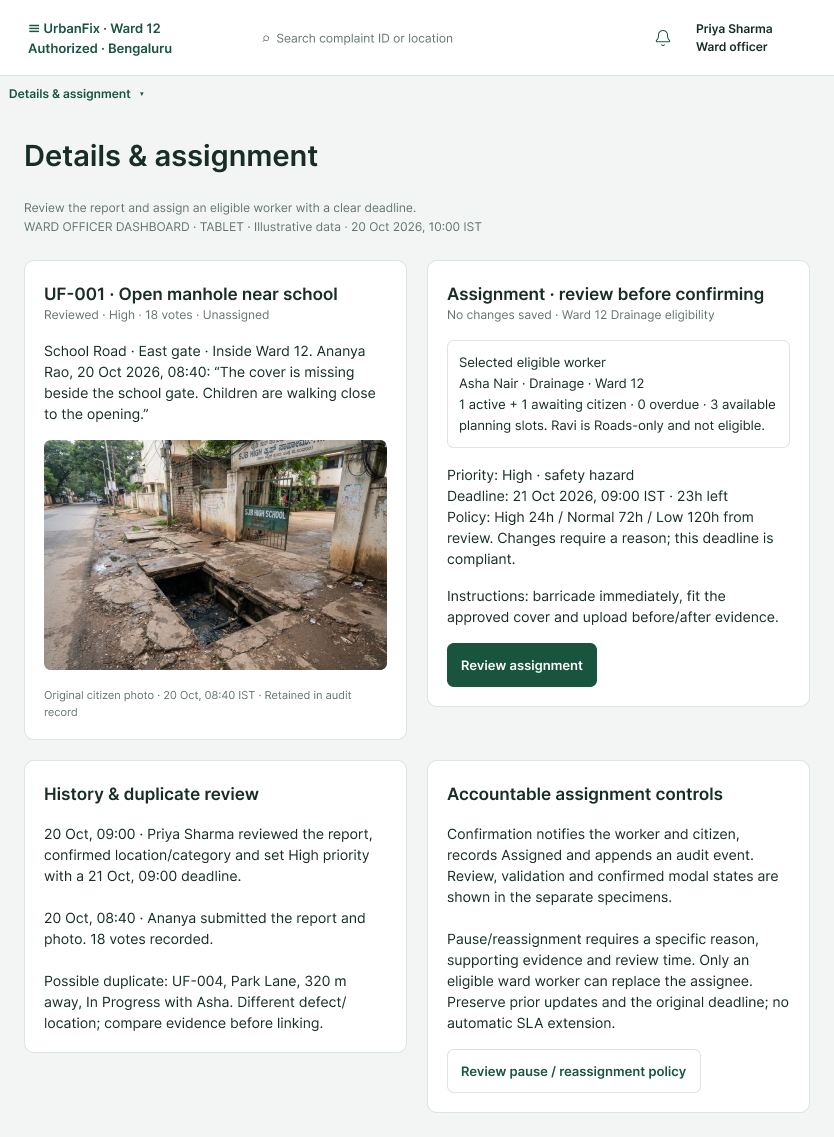 ≡ UrbanFix · Ward 12
Authorized · Bengaluru
Search complaint ID or location
Priya Sharma
Ward officer
Details & assignment
Details & assignment
Review the report and assign an eligible worker with a clear deadline.
WARD OFFICER DASHBOARD · TABLET · Illustrative data · 20 Oct 2026, 10:00 IST
UF-001 · Open manhole near school
Reviewed · High · 18 votes · Unassigned
School Road · East gate · Inside Ward 12. Ananya
Rao, 20 Oct 2026, 08:40: “The cover is missing
beside the school gate. Children are walking close
to the opening.”
SJB HIGH SCHOOL
SJB HIGH SCHOOL
Original citizen photo · 20 Oct, 08:40 IST · Retained in audit
record
Assignment · review before confirming
No changes saved · Ward 12 Drainage eligibility
Selected eligible worker
Asha Nair · Drainage · Ward 12
1 active + 1 awaiting citizen · 0 overdue · 3 available
planning slots. Ravi is Roads-only and not eligible.
Priority: High · safety hazard
Deadline: 21 Oct 2026, 09:00 IST · 23h left
Policy: High 24h / Normal 72h / Low 120h from
review. Changes require a reason; this deadline is
compliant.
Instructions: barricade immediately, fit the
approved cover and upload before/after evidence.
Review assignment
History & duplicate review
20 Oct, 09:00 · Priya Sharma reviewed the report,
confirmed location/category and set High priority
with a 21 Oct, 09:00 deadline.
20 Oct, 08:40 · Ananya submitted the report and
photo. 18 votes recorded.
Possible duplicate: UF-004, Park Lane, 320 m
away, In Progress with Asha. Different defect/
location; compare evidence before linking.
Accountable assignment controls
Confirmation notifies the worker and citizen,
records Assigned and appends an audit event.
Review, validation and confirmed modal states are
shown in the separate specimens.
Pause/reassignment requires a specific reason,
supporting evidence and review time. Only an
eligible ward worker can replace the assignee.
Preserve prior updates and the original deadline; no
automatic SLA extension.
Review pause / reassignment policy